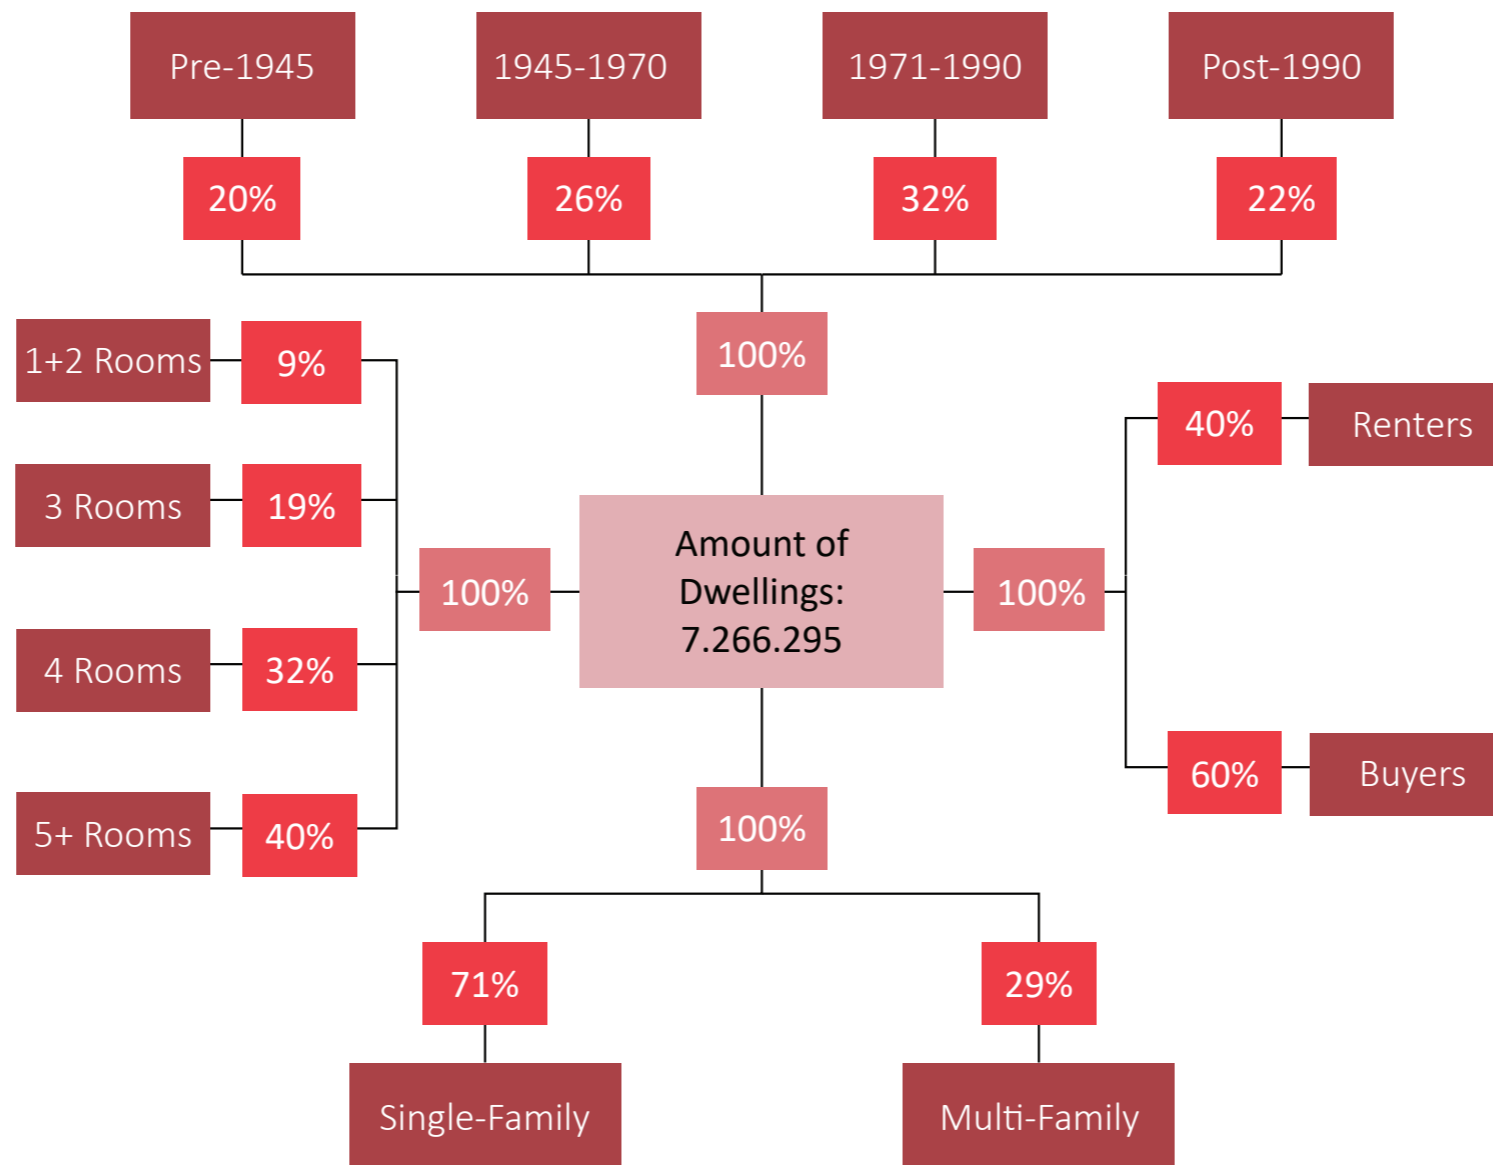 Pre-1945
1945-1970
1971-1990
Post-1990
20%
26%
32%
22%
100%
1+2 Rooms
9%
3 Rooms
19%
4 Rooms
32%
5+ Rooms
40%
100%
Amount of
Dwellings:
7.266.295
100%
40%
Renters
60%
Buyers
100%
71%
29%
Single-Family
Multi-Family